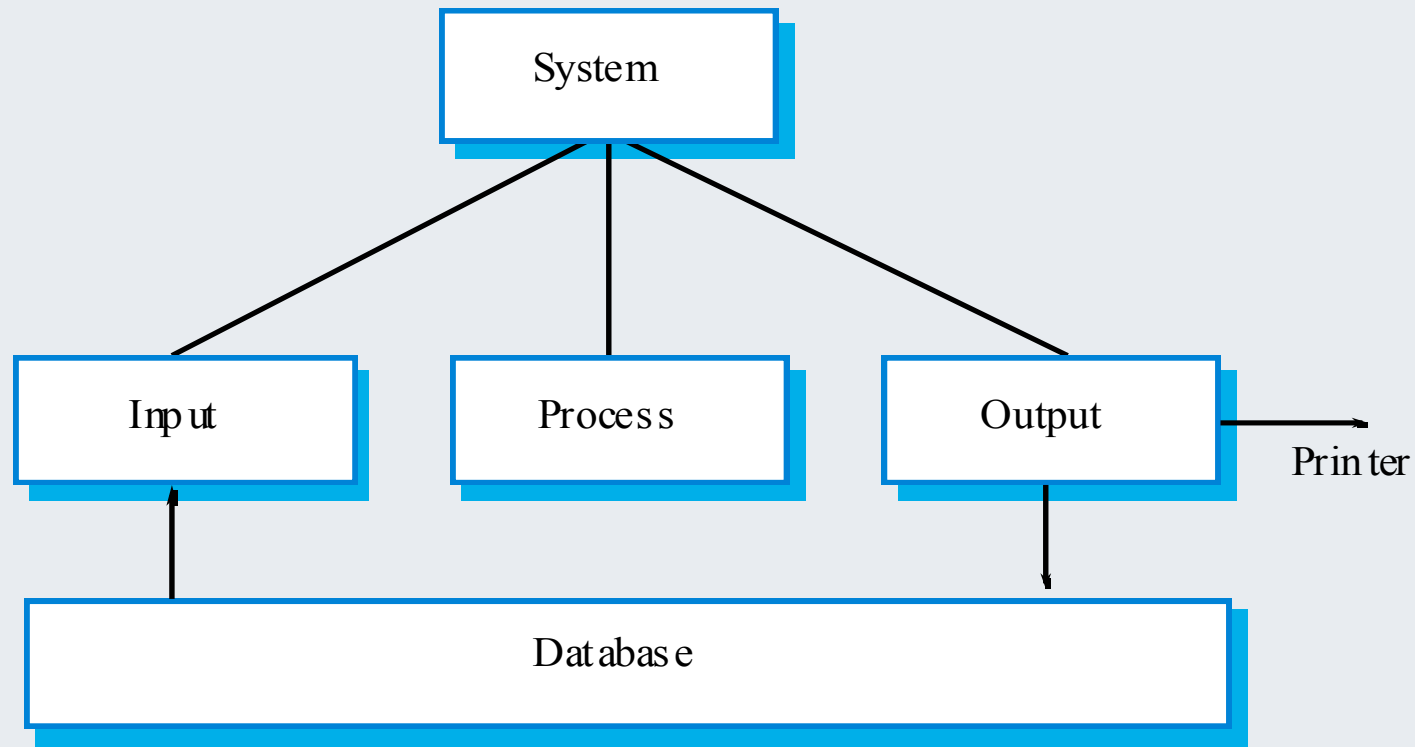 System
Input
Process
Output
Printer
Database